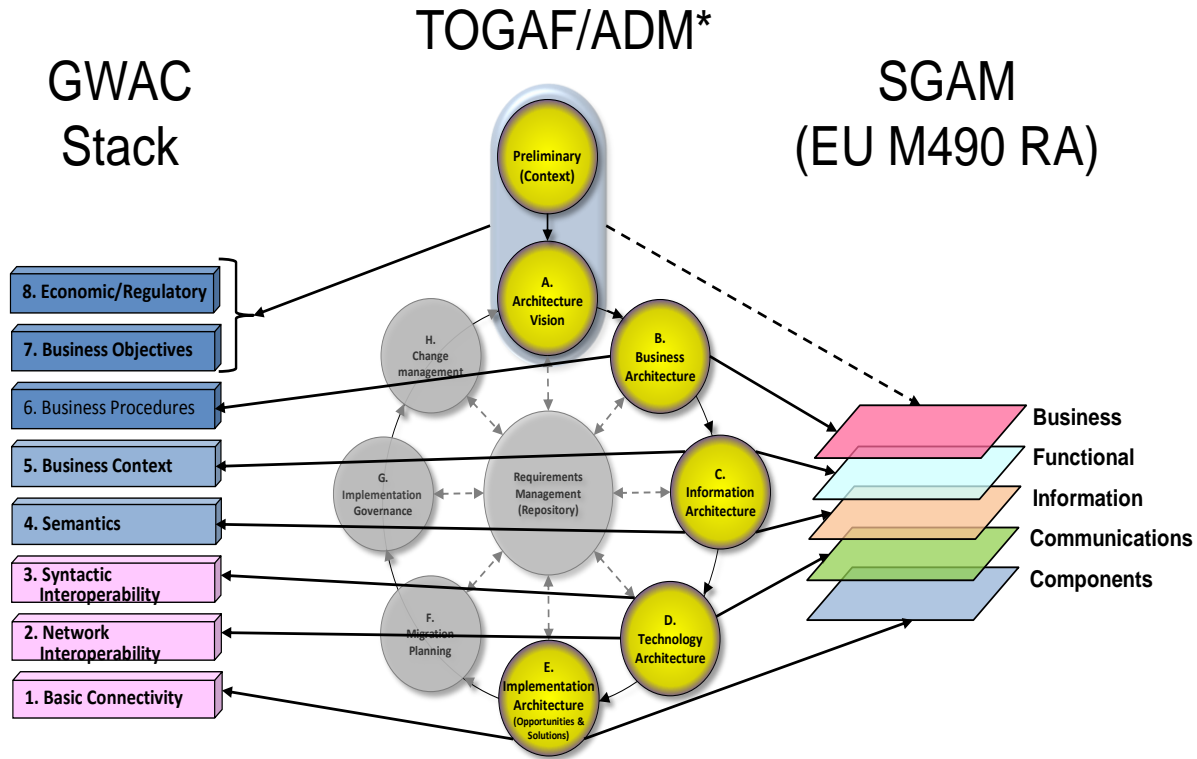 TOGAF/ADM*
GWAC
Stack
SGAM
(EU M490 RA)
Preliminary
(Context)
A.
Architecture
Vision
B.
Business
Architecture
C.
Information
Architecture
D.
Technology
Architecture
E.
Implementation
Architecture
(Opportunities &
Solutions)
F.
Migration
Planning
G.
Implementation
Governance
H.
Change
management
Requirements
Management
(Repository)
8. Economic/Regulatory
7. Business Objectives
6. Business Procedures
5. Business Context
4. Semantics
3. Syntactic
Interoperability
2. Network
Interoperability
1. Basic Connectivity
Business
Functional
Information
Communications
Components